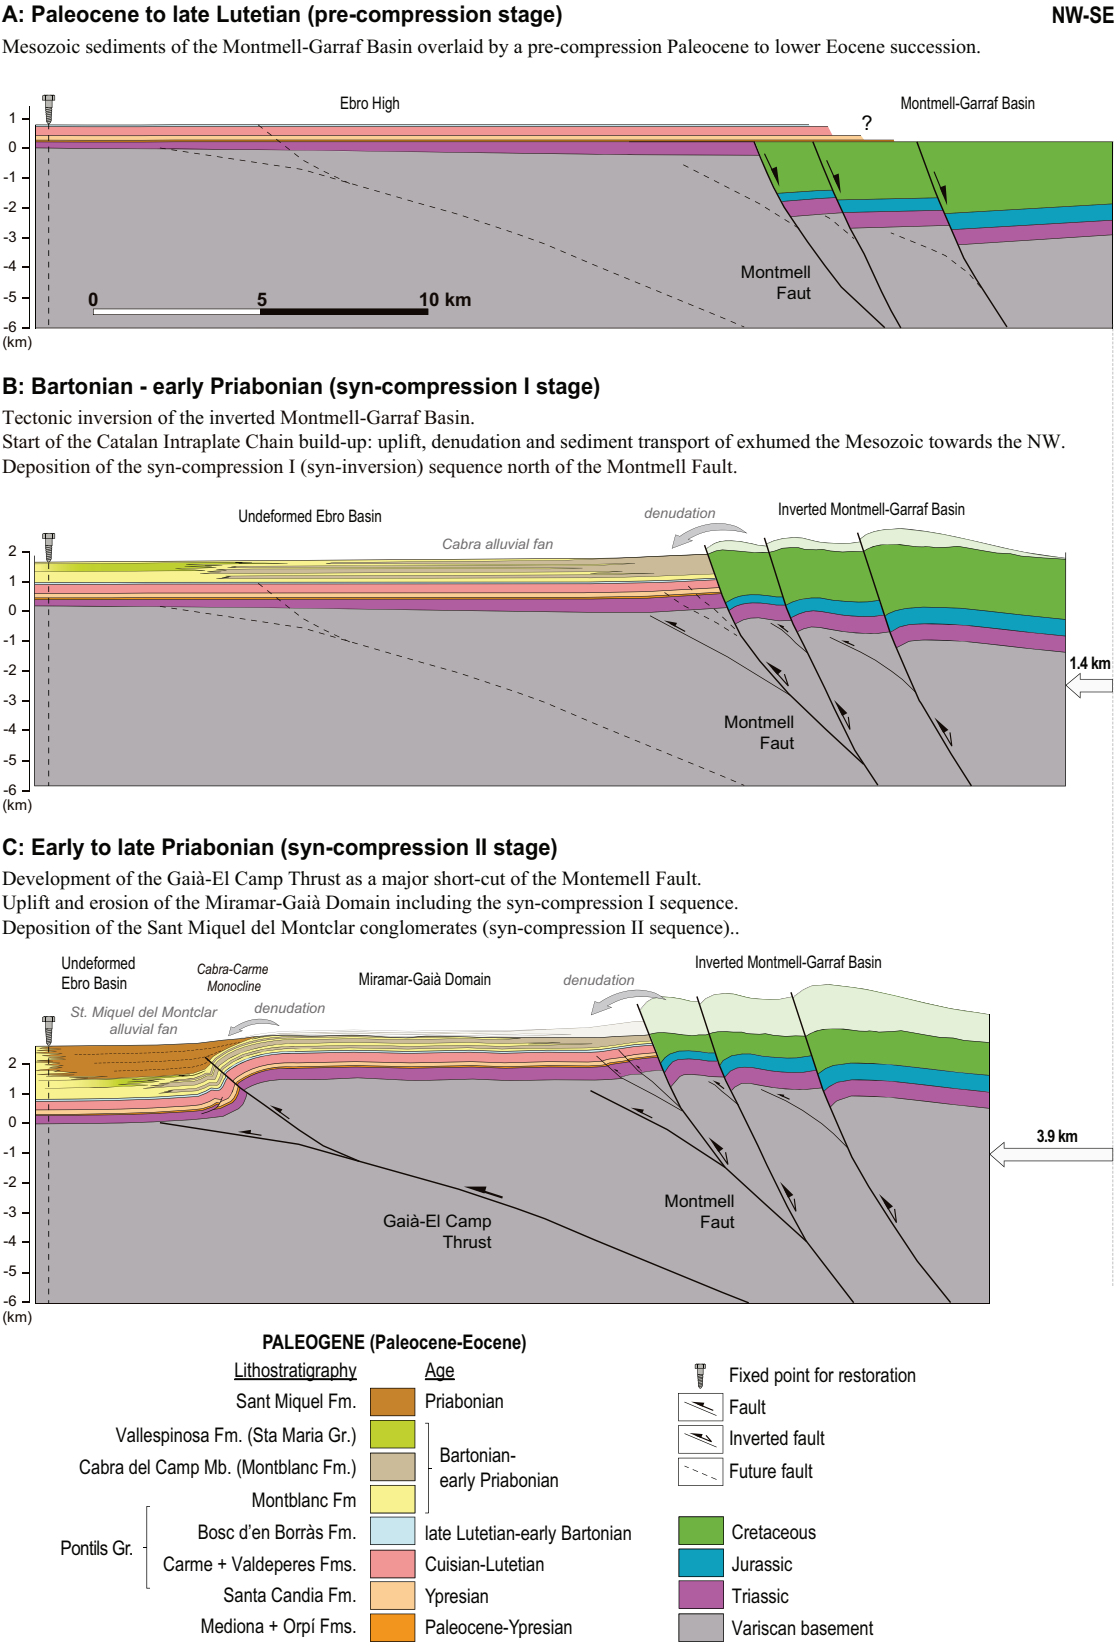 A: Paleocene to late Lutetian (pre-compression stage)
NW-SE
Mesozoic sediments of the Montmell-Garraf Basin overlaid by a pre-compression Paleocene to lower Eocene succession.
Ebro High
Montmell-Garraf Basin
?
1
0
-1
-2
-3
-4
-5
-6
(km)
0 5 10 km
Montmell
Faut
B: Bartonian - early Priabonian (syn-compression I stage)
Tectonic inversion of the inverted Montmell-Garraf Basin.
Start of the Catalan Intraplate Chain build-up: uplift, denudation and sediment transport of exhumed the Mesozoic towards the NW.
Deposition of the syn-compression I (syn-inversion) sequence north of the Montmell Fault.
Undeformed Ebro Basin
denudation
Inverted Montmell-Garraf Basin
Cabra alluvial fan
2
1
0
-1
-2
-3
-4
-5
-6
(km)
1.4 km
Montmell
Faut
C: Early to late Priabonian (syn-compression II stage)
Development of the Gaià-El Camp Thrust as a major short-cut of the Montemell Fault.
Uplift and erosion of the Miramar-Gaià Domain including the syn-compression I sequence.
Deposition of the Sant Miquel del Montclar conglomerates (syn-compression II sequence)..
Undeformed
Ebro Basin
Cabra-Carme
Monocline
Miramar-Gaià Domain
denudation
Inverted Montmell-Garraf Basin
St. Miquel del Montclar
alluvial fan
denudation
2
1
0
-1
-2
-3
-4
-5
-6
(km)
3.9 km
Gaià-El Camp
Thrust
Montmell
Faut
PALEOGENE (Paleocene-Eocene)
Lithostratigraphy
Age
Sant Miquel Fm.
Priabonian
Vallespinosa Fm. (Sta Maria Gr.)
Cabra del Camp Mb. (Montblanc Fm.)
Montblanc Fm
Bartonian-
early Priabonian
Pontils Gr.
Bosc d'en Borràs Fm.
late Lutetian-early Bartonian
Carme + Valdeperes Fms.
Cuisian-Lutetian
Santa Candia Fm.
Ypresian
Mediona + Orpí Fms.
Paleocene-Ypresian
Fixed point for restoration
Fault
Inverted fault
Future fault
Cretaceous
Jurassic
Triassic
Variscan basement